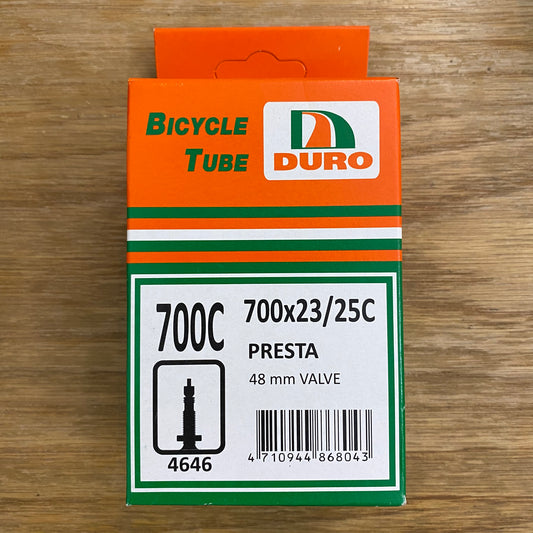 BICYCLE
TUBE
DURO
700C
700x23/25C
PRESTA
48 mm VALVE
4646
4 710944 868043